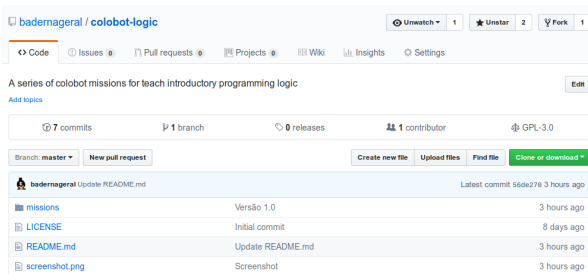 badernageral / colobot-logic
Unwatch 1 Unstar 2 Fork 1
Code Issues 0 Pull requests 0 Projects 0 Wiki Insights Settings
A series of colobot missions for teach introductory programming logic Edit
Add topics
7 commits 1 branch 0 releases 1 contributor GPL-3.0
Branch: master New pull request Create new file Upload files Find file Clone or download
badernageral Update README.md Latest commit 56de278 3 hours ago
missions Versão 1.0 3 hours ago
LICENSE Initial commit 8 days ago
README.md Update README.md 3 hours ago
screenshot.png Screenshot 3 hours ago